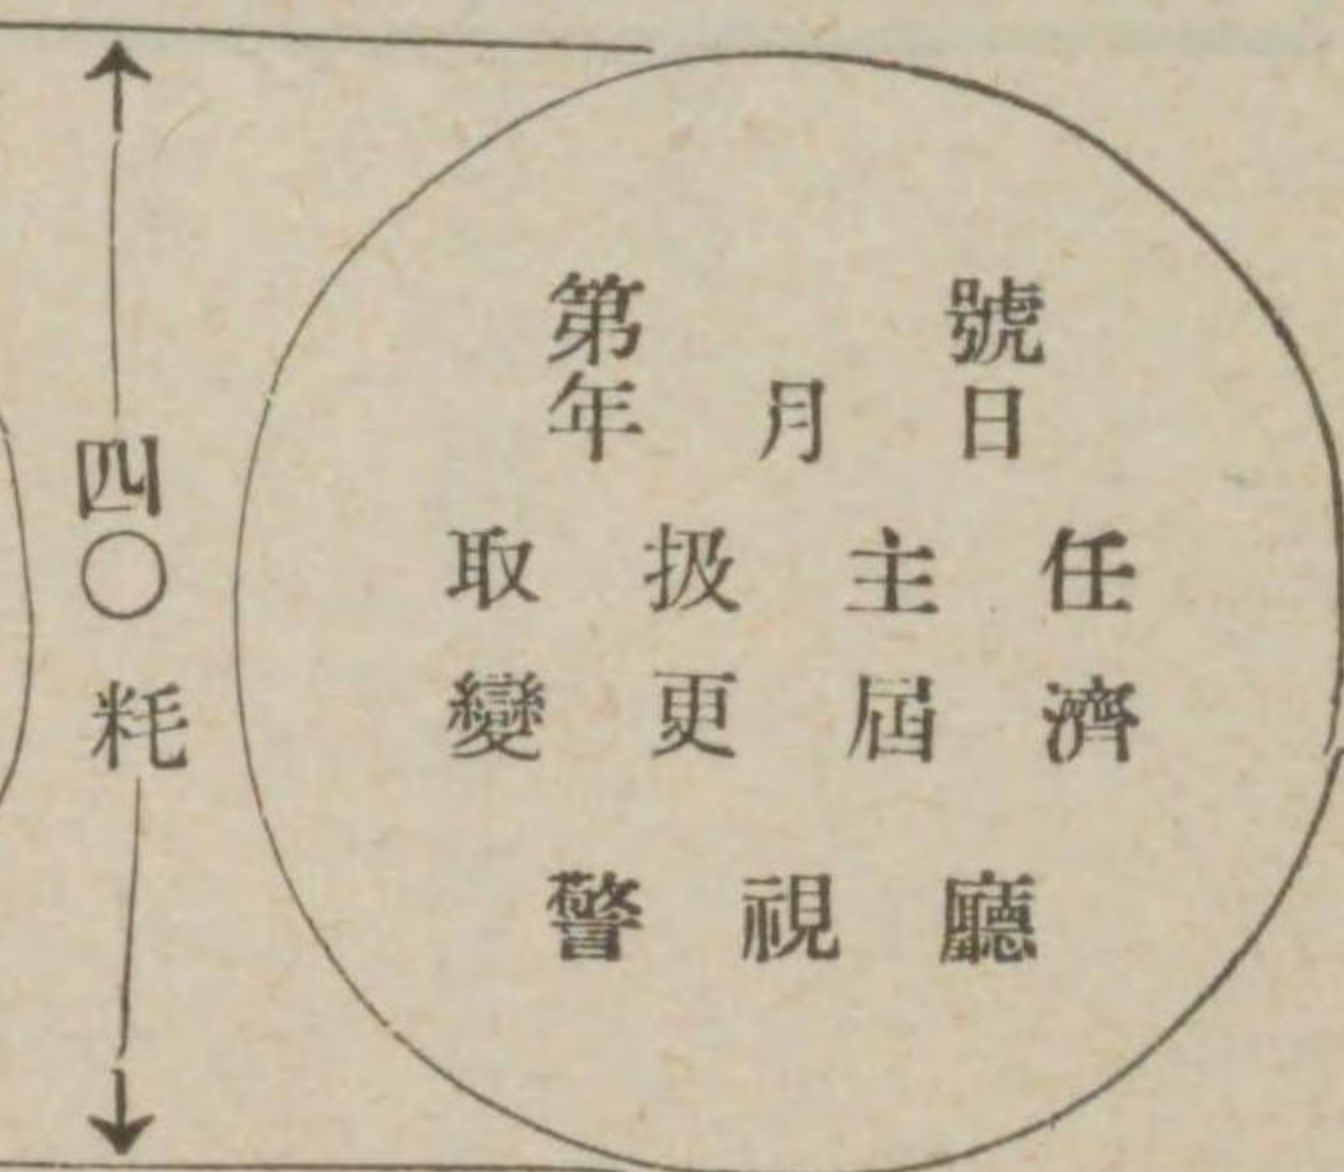 第 號
年 月 日
取扱主任
變更屆濟
警視廳
四〇粍